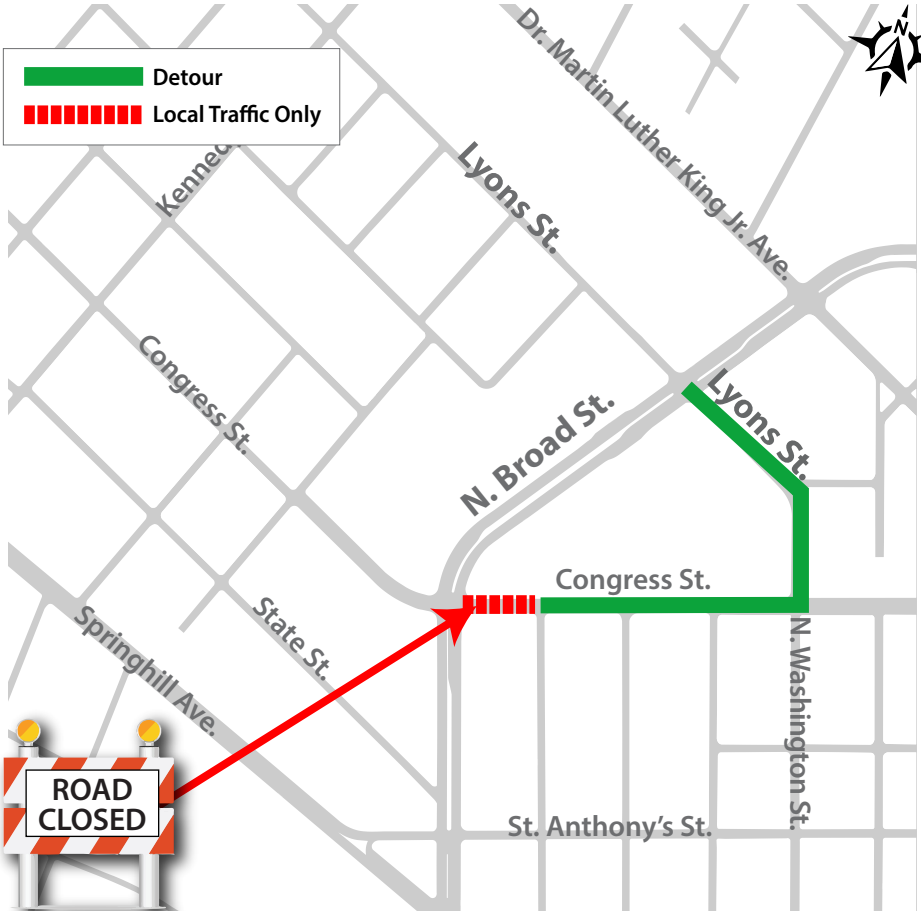 N
Detour
Local Traffic Only
Dr. Martin Luther King Jr. Ave.
Lyons St.
Congress St.
N. Broad St.
Lyons St.
Congress St.
State St.
Springhill Ave.
N. Washington St.
ROAD
CLOSED
St. Anthony's St.